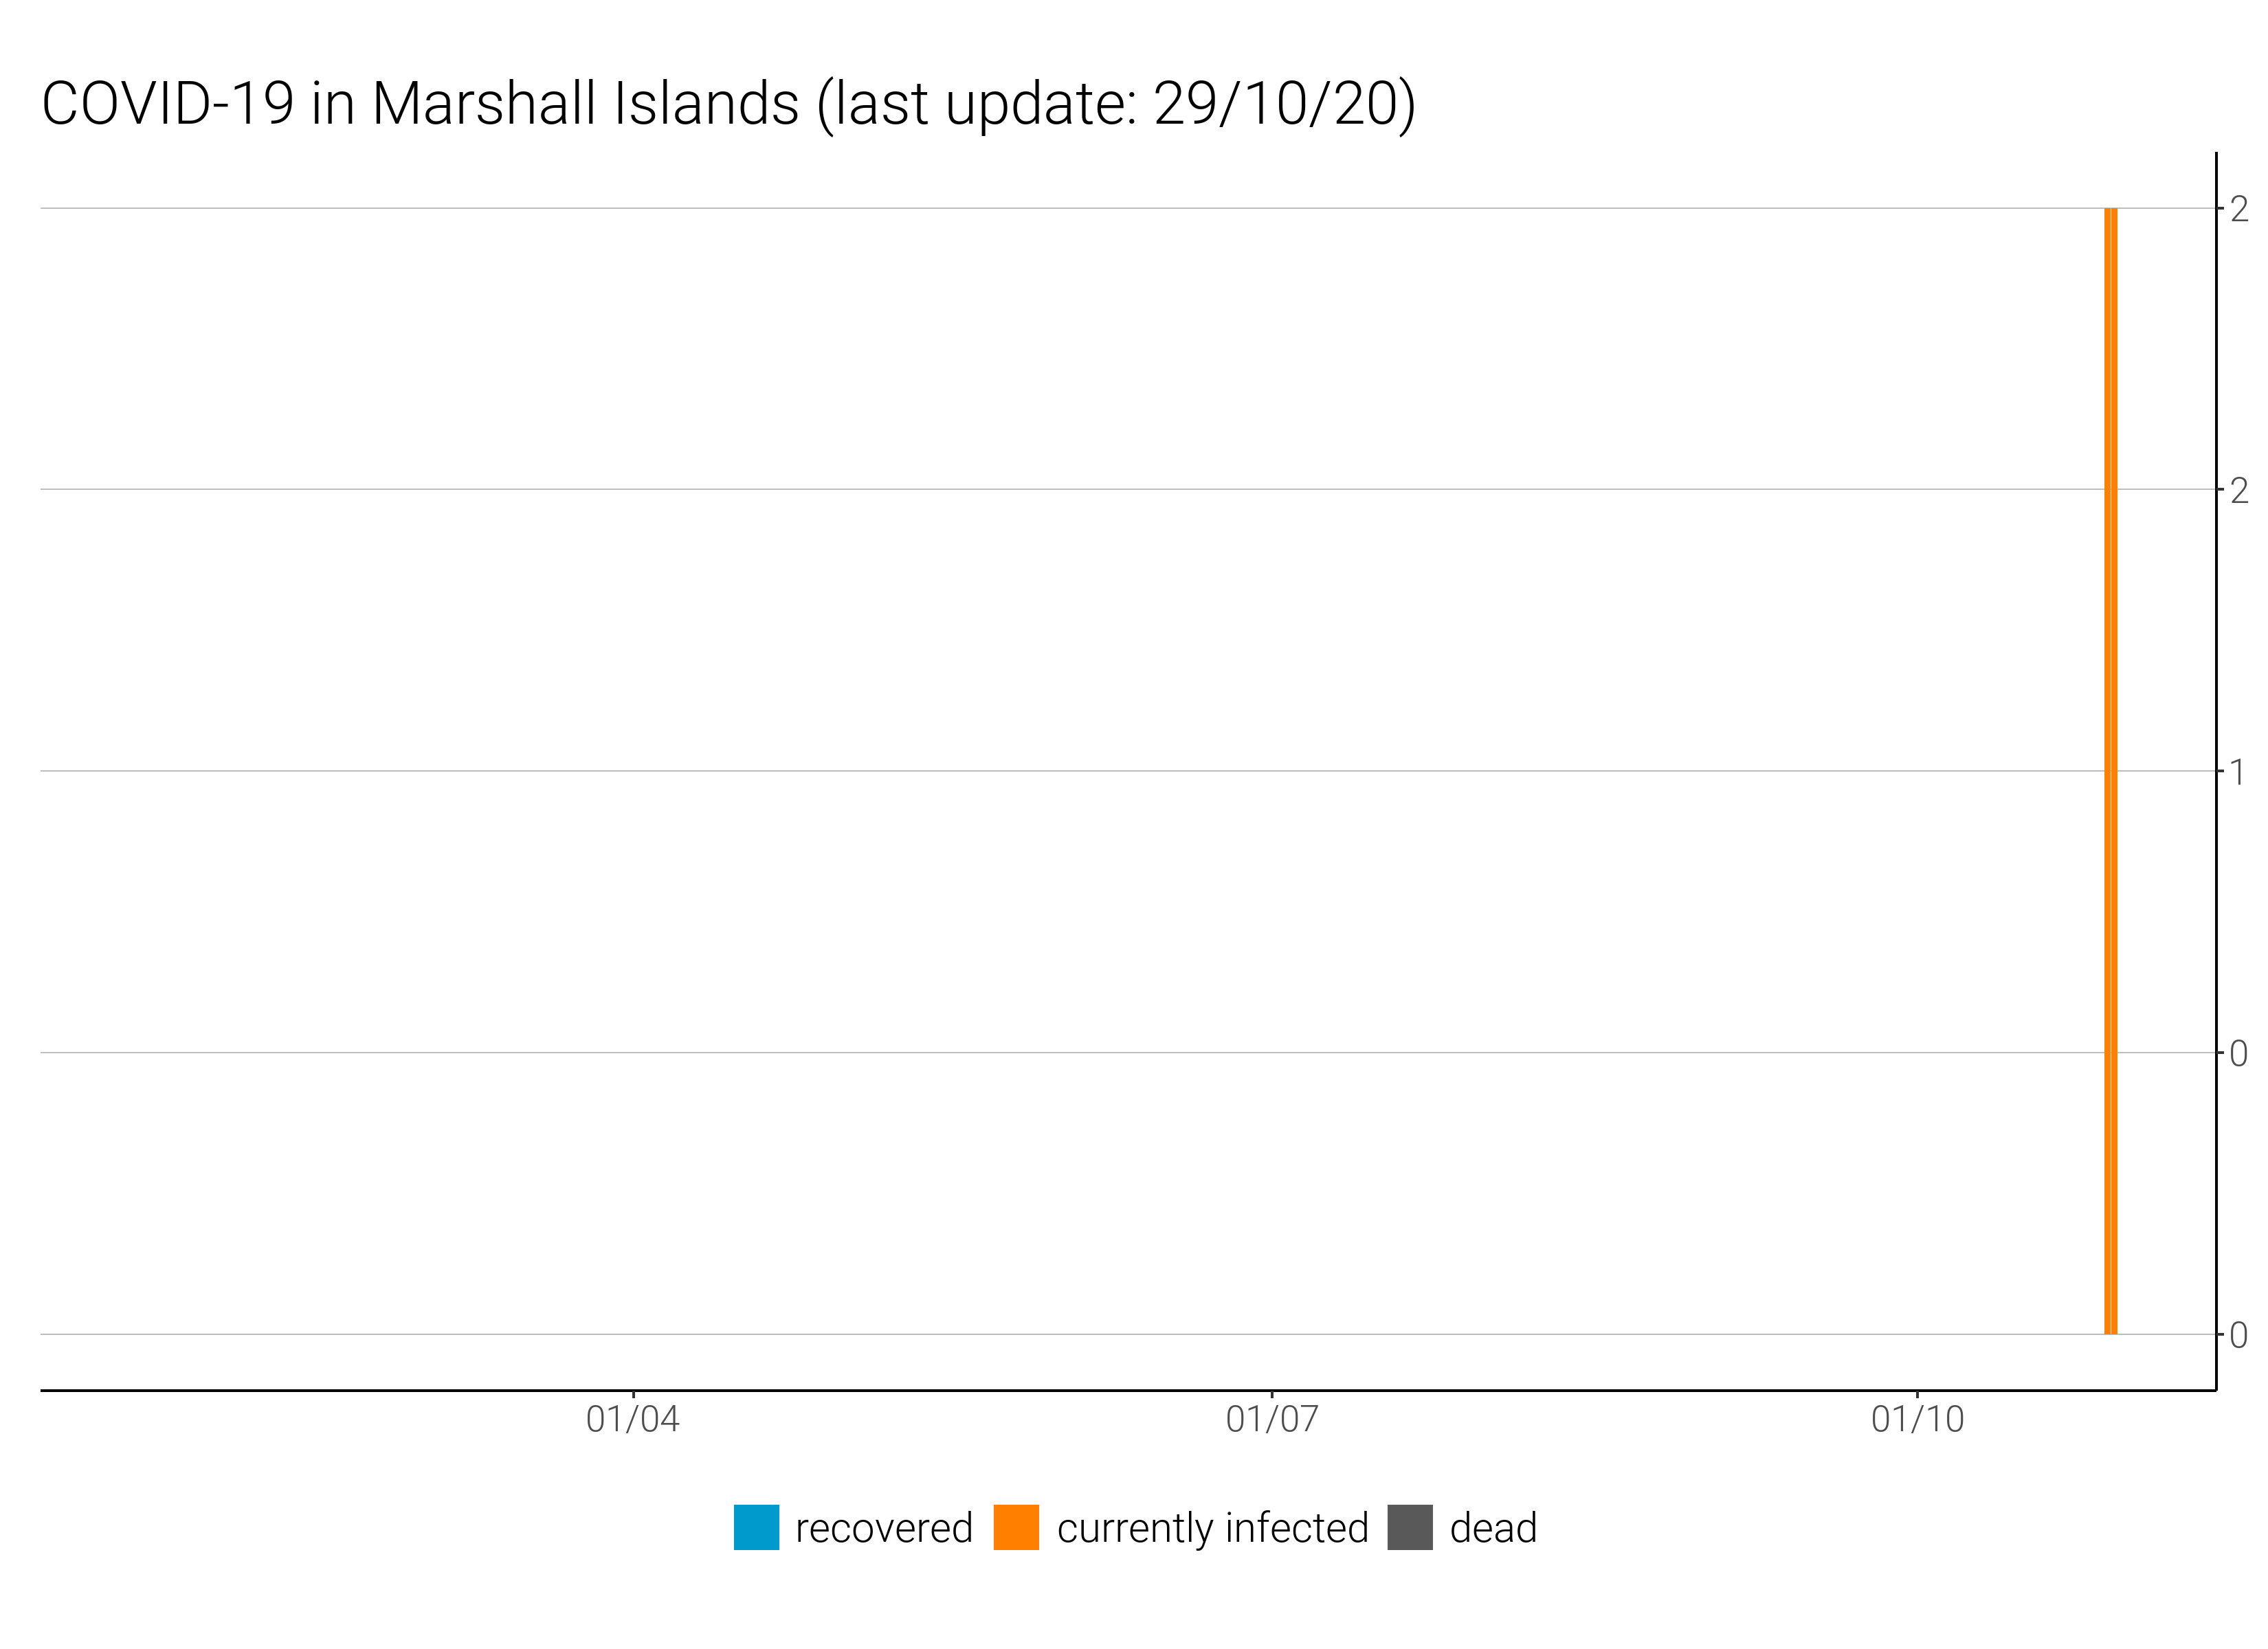 COVID-19 in Marshall Islands (last update: 29/10/20)
2
2
1
0
0
01/04 01/07 01/10
recovered currently infected dead